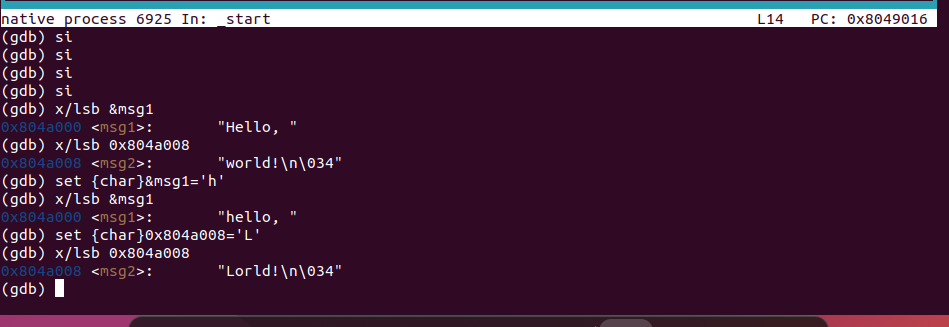 native process 6925 In: _start L14 PC: 0x8049016
(gdb) si
(gdb) si
(gdb) si
(gdb) si
(gdb) x/lsb &msg1
0x804a000 <msg1>: "Hello, "
(gdb) x/lsb 0x804a008
0x804a008 <msg2>: "world!\n\034"
(gdb) set {char}&msg1='h'
(gdb) x/lsb &msg1
0x804a000 <msg1>: "hello, "
(gdb) set {char}0x804a008='L'
(gdb) x/lsb 0x804a008
0x804a008 <msg2>: "Lorld!\n\034"
(gdb)